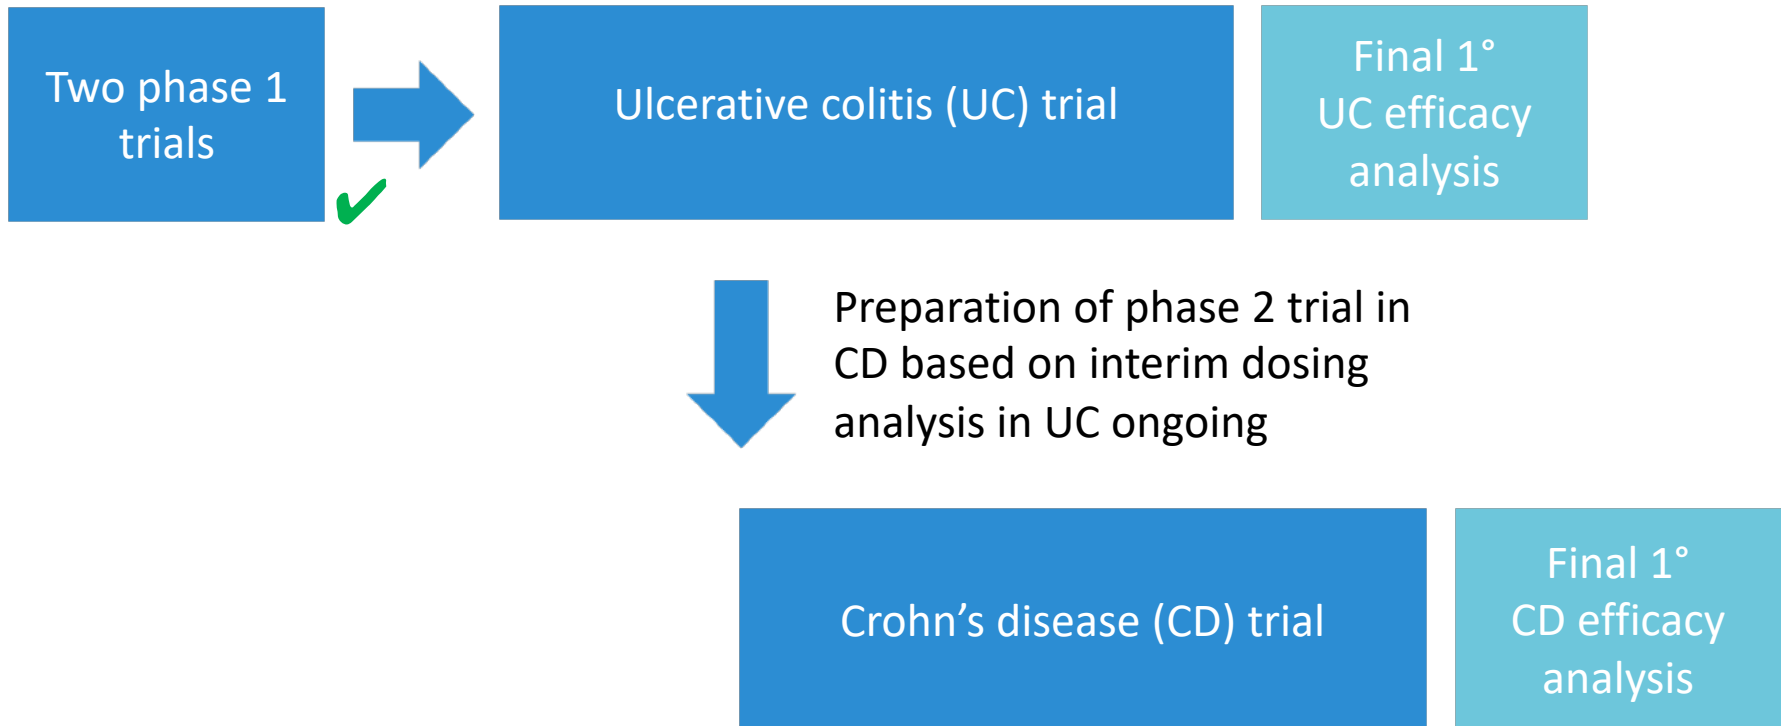 Two phase 1
trials
Ulcerative colitis (UC) trial
Final 1°
UC efficacy
analysis
Preparation of phase 2 trial in
CD based on interim dosing
analysis in UC ongoing
Crohn’s disease (CD) trial
Final 1°
CD efficacy
analysis